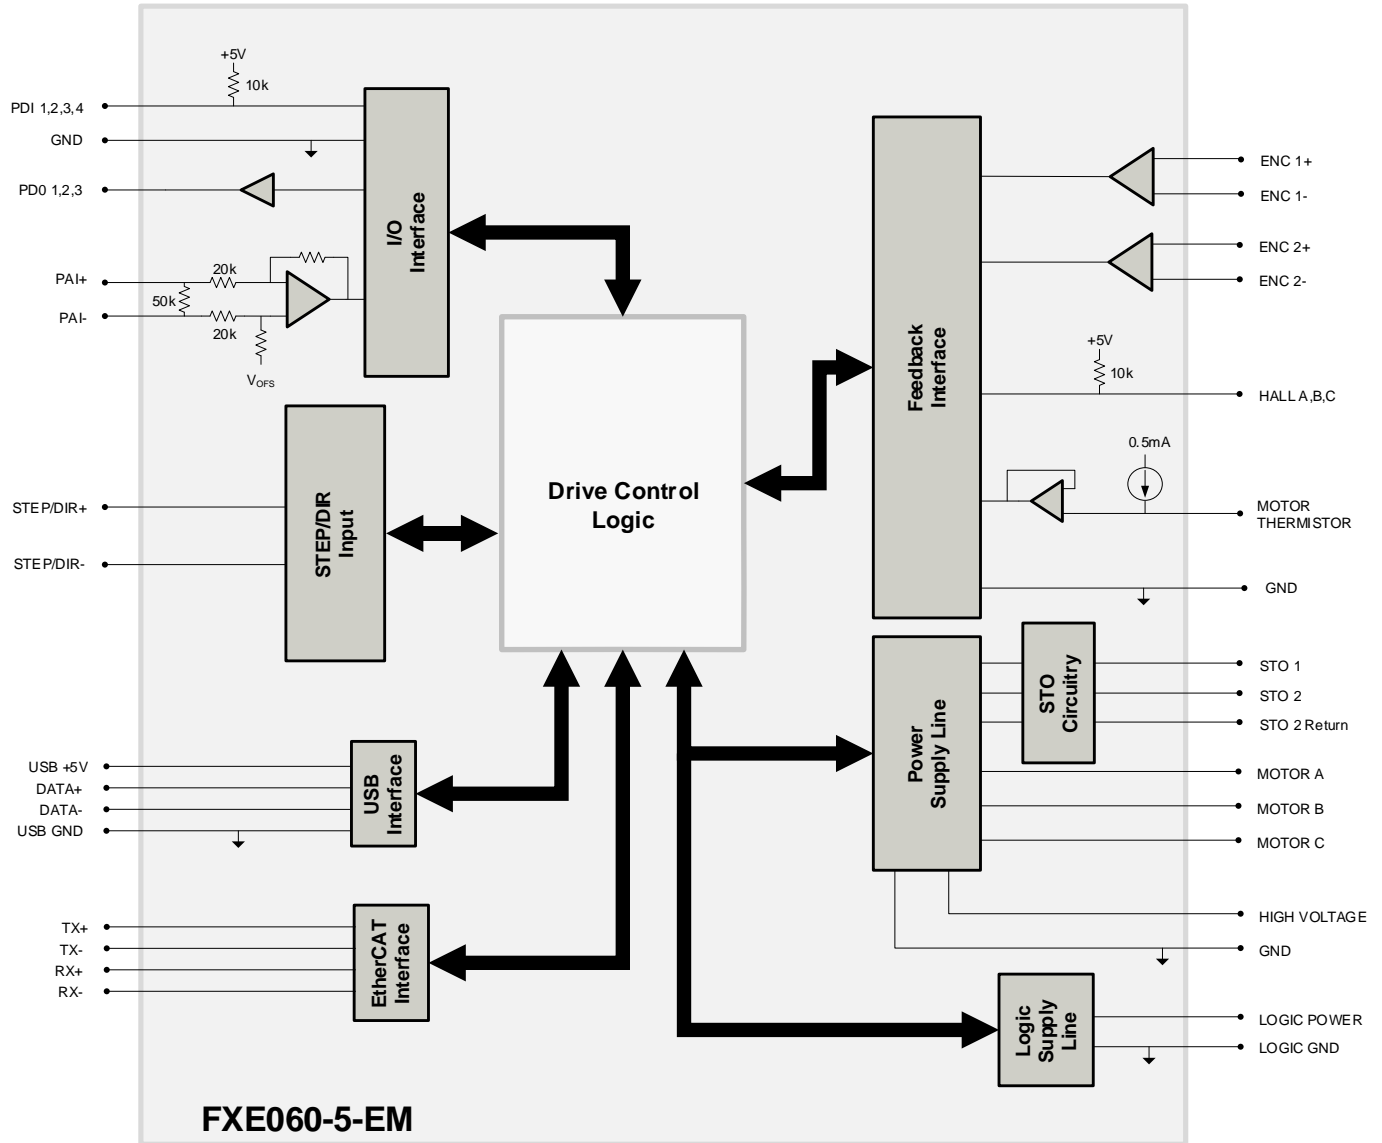 +5V
10k
PDI 1,2,3,4
GND
PD0 1,2,3
PAI+
20k
50k
PAI-
20k
VOFS
I/O
Interface
STEP/DIR+
STEP/DIR-
STEP/DIR
Input
Drive Control
Logic
USB +5V
DATA+
DATA-
USB GND
USB
Interface
TX+
TX-
RX+
RX-
EtherCAT
Interface
Feedback
Interface
ENC 1+
ENC 1-
ENC 2+
ENC 2-
+5V
10k
HALL A,B,C
0.5mA
MOTOR
THERMISTOR
GND
Power
Supply Line
STO
Circuitry
STO 1
STO 2
STO 2 Return
MOTOR A
MOTOR B
MOTOR C
HIGH VOLTAGE
GND
Logic
Supply
Line
LOGIC POWER
LOGIC GND
FXE060-5-EM